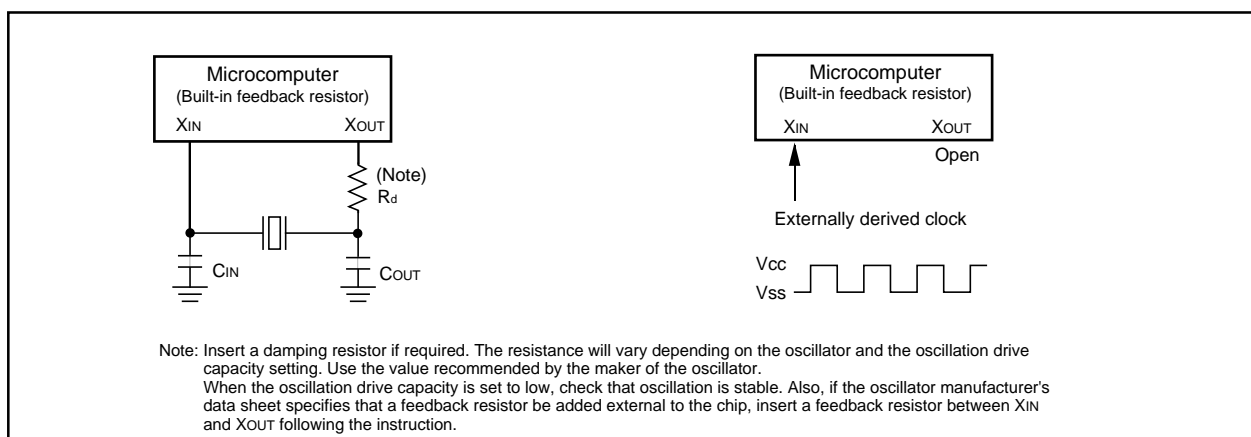 Microcomputer
(Built-in feedback resistor)
XIN XOUT
(Note)
Rd
CIN
COUT
Microcomputer
(Built-in feedback resistor)
XIN XOUT
Open
Externally derived clock
Vcc
Vss
Note: Insert a damping resistor if required. The resistance will vary depending on the oscillator and the oscillation drive
capacity setting. Use the value recommended by the maker of the oscillator.
When the oscillation drive capacity is set to low, check that oscillation is stable. Also, if the oscillator manufacturer's
data sheet specifies that a feedback resistor be added external to the chip, insert a feedback resistor between XIN
and XOUT following the instruction.